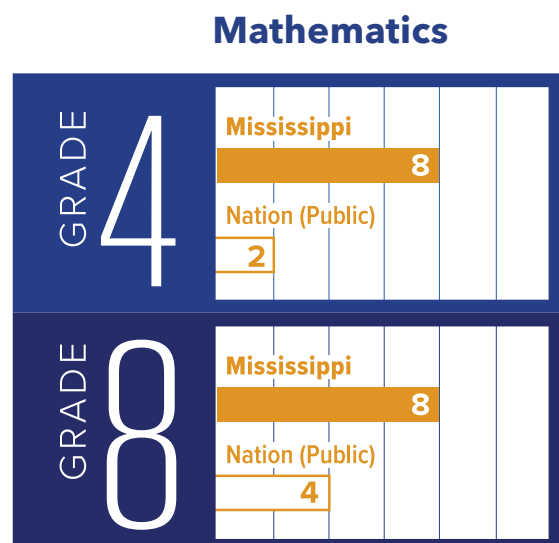 Mathematics
GRADE 4
Mississippi
8
Nation (Public)
2
GRADE 8
Mississippi
8
Nation (Public)
4